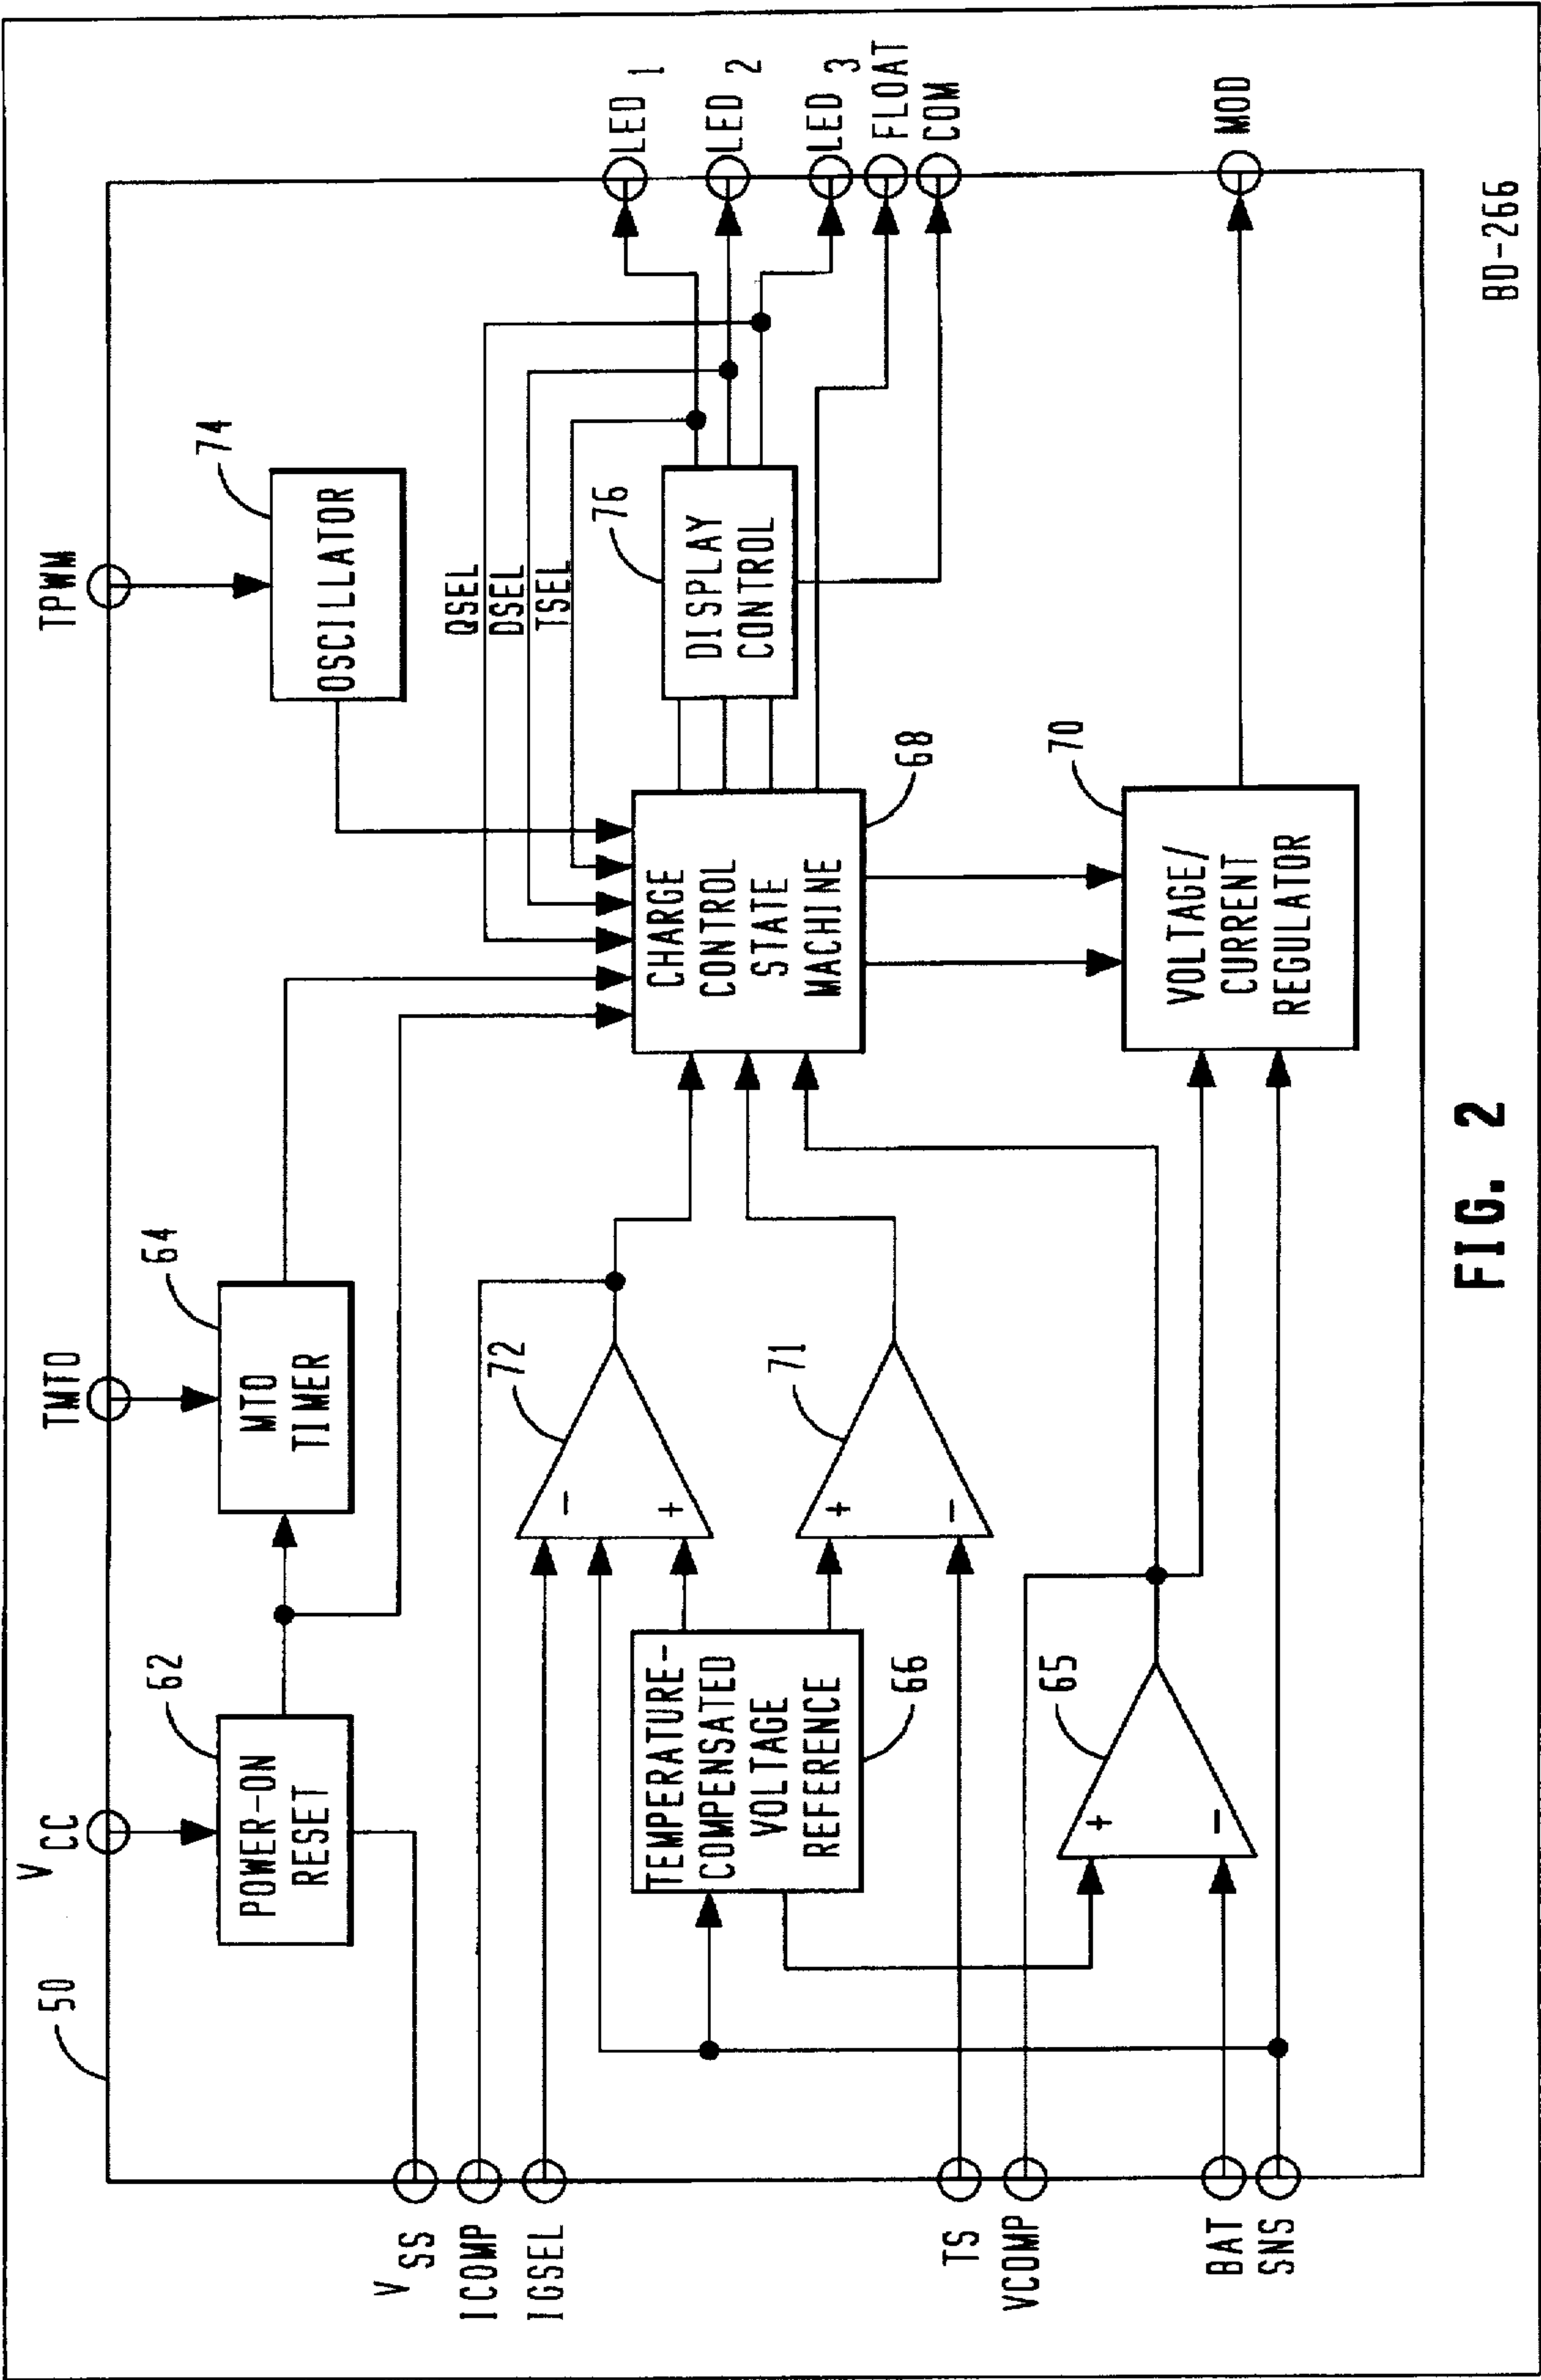 50
V CC
TMTO
TPWM
62
64
74
POWER-ON
RESET
MTO
TIMER
OSCILLATOR
V SS
ICOMP
IGSEL
TS
VCOMP
BAT
SNS
72
-
+
71
+
-
TEMPERATURE-
COMPENSATED
VOLTAGE
REFERENCE
66
65
+
-
QSEL
DSEL
TSEL
CHARGE
CONTROL
STATE
MACHINE
68
76
DISPLAY
CONTROL
70
VOLTAGE/
CURRENT
REGULATOR
LED 1
LED 2
LED 3
FLOAT
COM
MOD
FIG. 2
BD-266